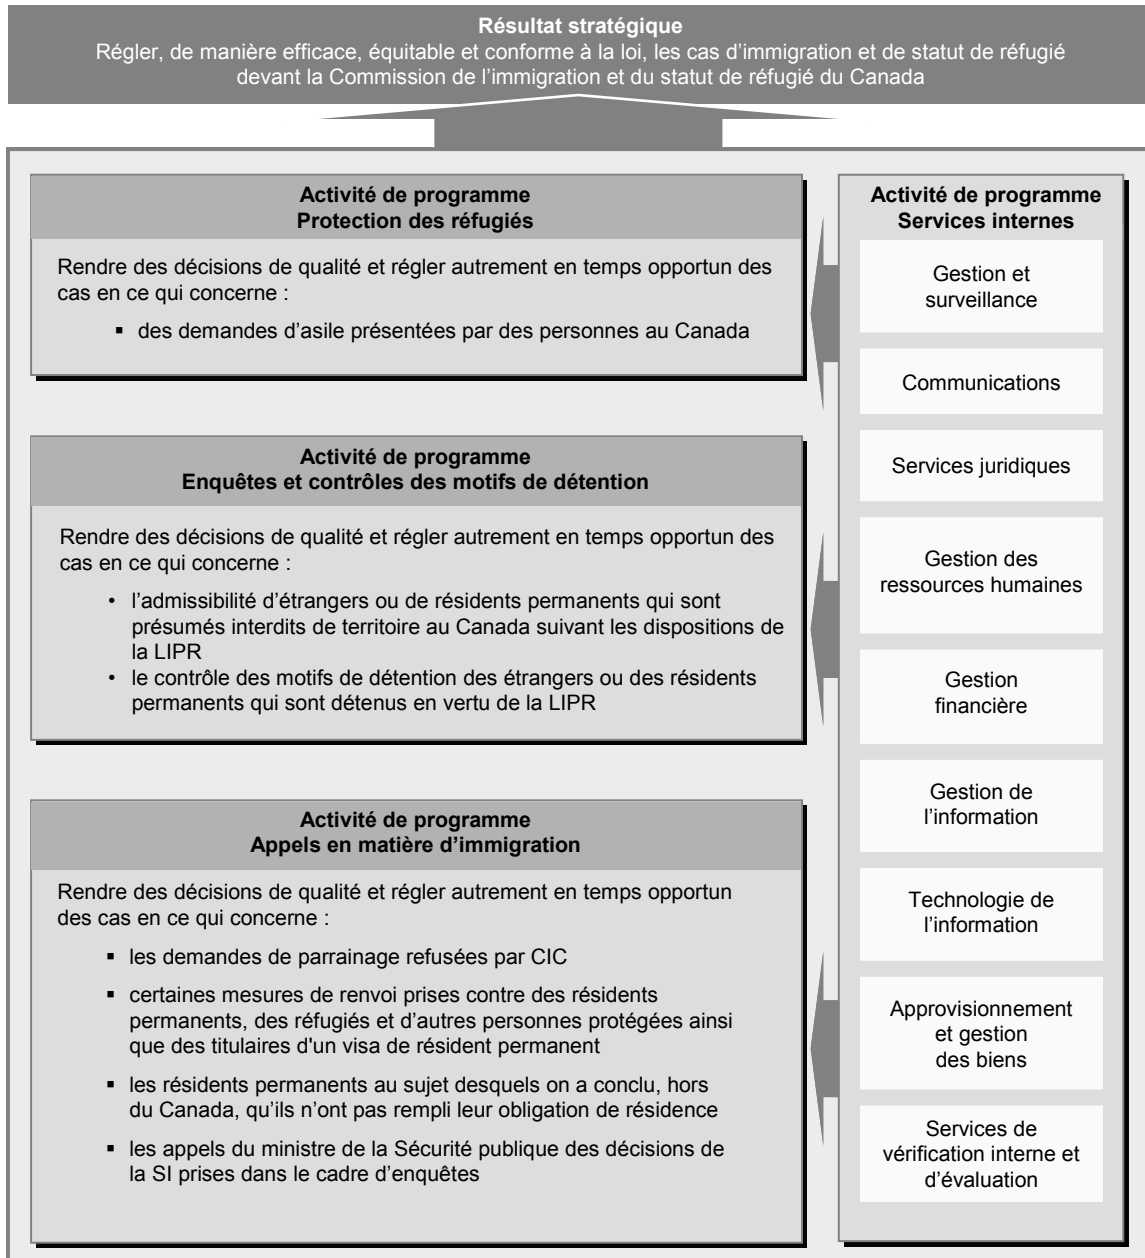 Résultat stratégique
Régler, de manière efficace, équitable et conforme à la loi, les cas d’immigration et de statut de réfugié
devant la Commission de l’immigration et du statut de réfugié du Canada
Activité de programme
Protection des réfugiés
Rendre des décisions de qualité et régler autrement en temps opportun des
cas en ce qui concerne :
▪ des demandes d’asile présentées par des personnes au Canada
Activité de programme
Enquêtes et contrôles des motifs de détention
Rendre des décisions de qualité et régler autrement en temps opportun des
cas en ce qui concerne :
• l’admissibilité d’étrangers ou de résidents permanents qui sont
présumés interdits de territoire au Canada suivant les dispositions de
la LIPR
• le contrôle des motifs de détention des étrangers ou des résidents
permanents qui sont détenus en vertu de la LIPR
Activité de programme
Appels en matière d’immigration
Rendre des décisions de qualité et régler autrement en temps opportun
des cas en ce qui concerne :
▪ les demandes de parrainage refusées par CIC
▪ certaines mesures de renvoi prises contre des résidents
permanents, des réfugiés et d’autres personnes protégées ainsi
que des titulaires d'un visa de résident permanent
▪ les résidents permanents au sujet desquels on a conclu, hors
du Canada, qu’ils n’ont pas rempli leur obligation de résidence
▪ les appels du ministre de la Sécurité publique des décisions de
la SI prises dans le cadre d’enquêtes
Activité de programme
Services internes
Gestion et
surveillance
Communications
Services juridiques
Gestion des
ressources humaines
Gestion
financière
Gestion de
l’information
Technologie de
l’information
Approvisionnement
et gestion
des biens
Services de
vérification interne et
d’évaluation